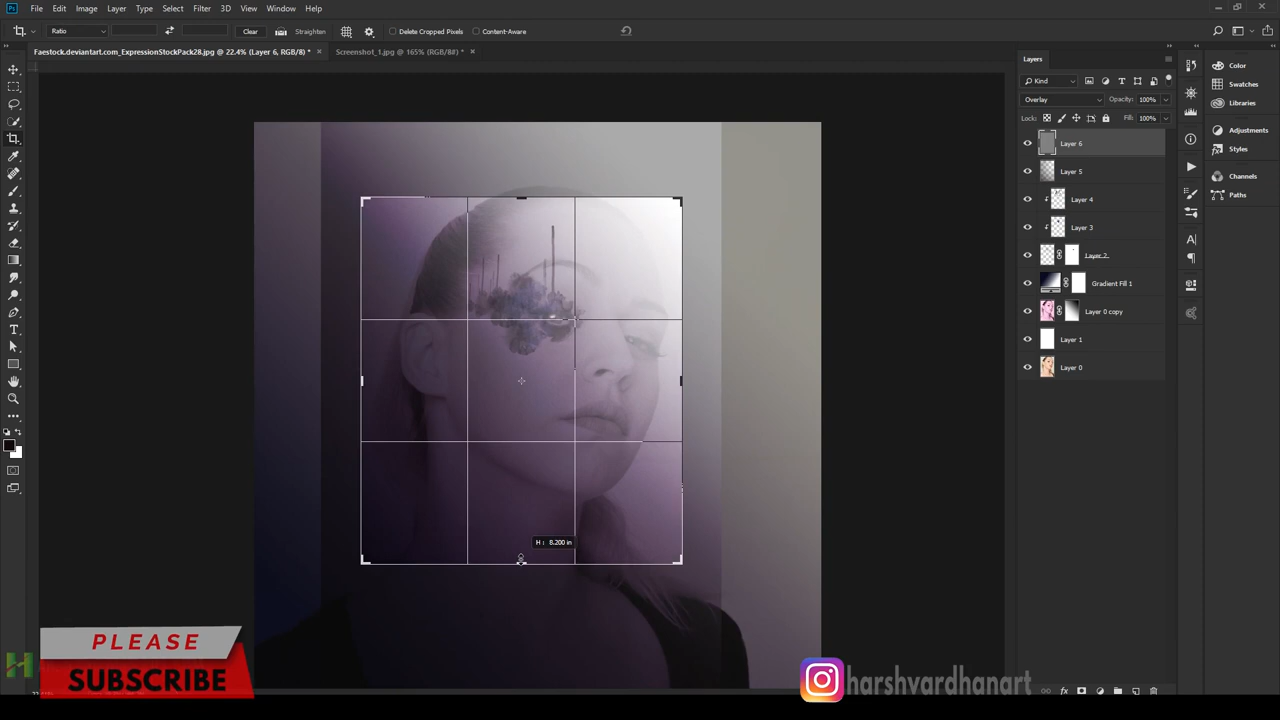 Ps File Edit Image Layer Type Select Filter 3D View Window Help
Ratio Clear Straighten Delete Cropped Pixels Content-Aware
Faestock.deviantart.com_ExpressionStockPack28.jpg @ 22.4% (Layer 6, RGB/8) * × Screenshot_1.jpg @ 165% (RGB/8#) * ×
Layers
Kind
Overlay Opacity: 100%
Lock: Fill: 100%
Layer 6
Layer 5
Layer 4
Layer 3
Layer 2
Gradient Fill 1
Layer 0 copy
Layer 1
Layer 0
Color
Swatches
Libraries
Adjustments
Styles
Channels
Paths
H : 8.200 in
PLEASE
SUBSCRIBE
harshvardhanart